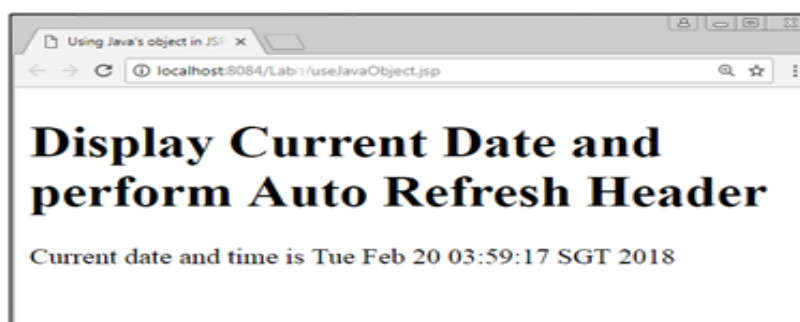 Using Java's object in JSP
localhost:8084/Lab1/useJavaObject.jsp
Display Current Date and
perform Auto Refresh Header
Current date and time is Tue Feb 20 03:59:17 SGT 2018